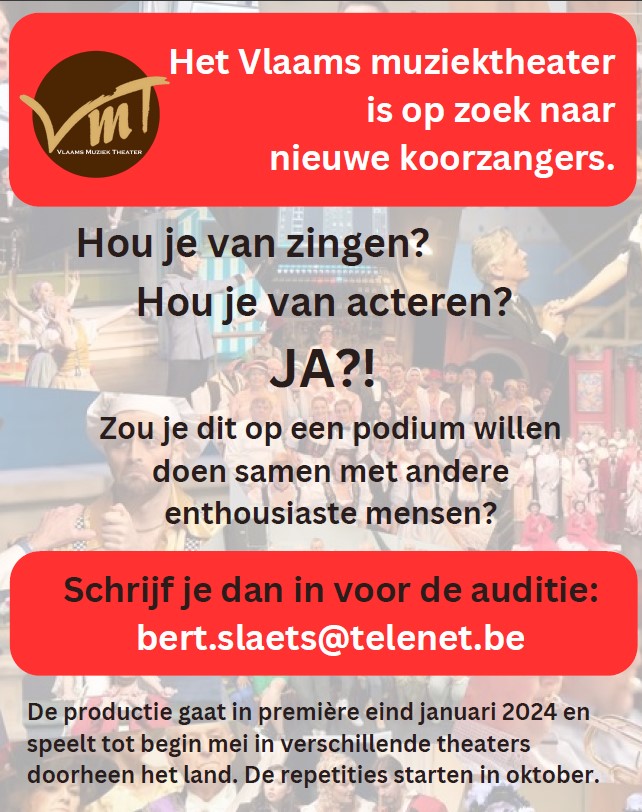 Het Vlaams muziektheater
is op zoek naar
nieuwe koorzangers.
VMT
VLAAMS MUZIEK THEATER
Hou je van zingen?
Hou je van acteren?
JA?!
Zou je dit op een podium willen
doen samen met andere
enthousiaste mensen?
Schrijf je dan in voor de auditie:
bert.slaets@telenet.be
De productie gaat in première eind januari 2024 en
speelt tot begin mei in verschillende theaters
doorheen het land. De repetities starten in oktober.